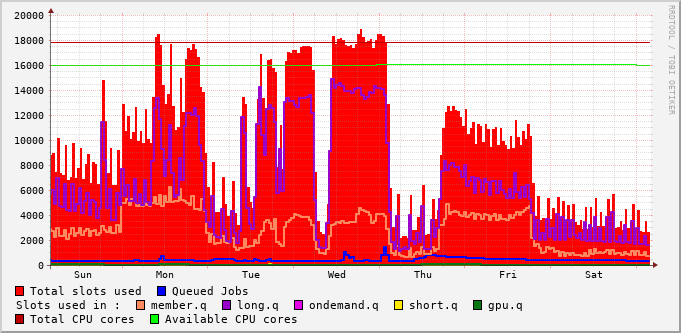 RRDTOOL / TOBI OETIKER
20000
18000
16000
14000
12000
10000
8000
6000
4000
2000
0
Sun Mon Tue Wed Thu Fri Sat
Total slots used Queued Jobs
Slots used in : member.q long.q ondemand.q short.q gpu.q
Total CPU cores Available CPU cores